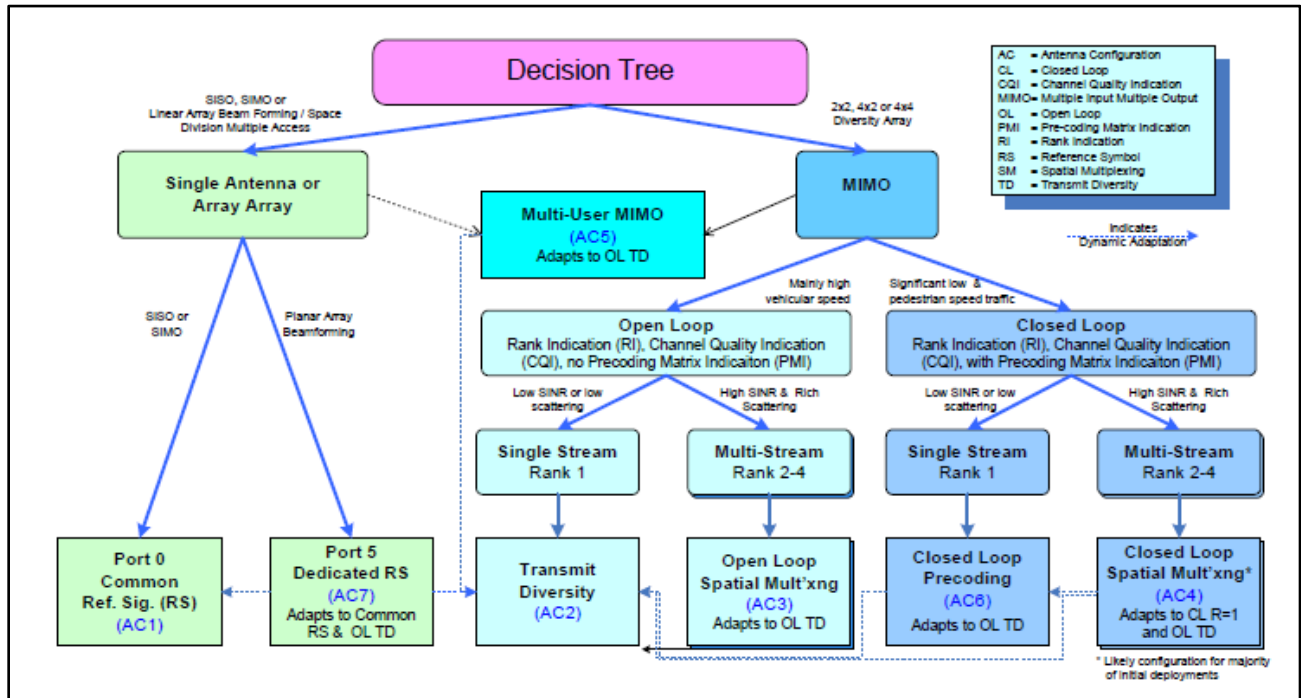 Decision Tree
AC = Antenna Configuration
CL = Closed Loop
CQI = Channel Quality Indication
MIMO= Multiple Input Multiple Output
OL = Open Loop
PMI = Pre-coding Matrix Indication
RI = Rank Indication
RS = Reference Symbol
SM = Spatial Multiplexing
TD = Transmit Diversity
SISO, SIMO or
Linear Array Beam Forming / Space
Division Multiple Access
2x2, 4x2 or 4x4
Diversity Array
Single Antenna or
Array Array
MIMO
Multi-User MIMO
(AC5)
Adapts to OL TD
Indicates
Dynamic Adaptation
Mainly high
vehicular speed
Significant low &
pedestrian speed traffic
SISO or
SIMO
Planar Array
Beamforming
Open Loop
Rank Indication (RI), Channel Quality Indication
(CQI), no Precoding Matrix Indicaiton (PMI)
Closed Loop
Rank Indication (RI), Channel Quality Indication
(CQI), with Precoding Matrix Indicaiton (PMI)
Low SINR or low
scattering
High SINR & Rich
Scattering
Low SINR or low
scattering
High SINR & Rich
Scattering
Single Stream
Rank 1
Multi-Stream
Rank 2-4
Single Stream
Rank 1
Multi-Stream
Rank 2-4
Port 0
Common
Ref. Sig. (RS)
(AC1)
Port 5
Dedicated RS
(AC7)
Adapts to Common
RS & OL TD
Transmit
Diversity
(AC2)
Open Loop
Spatial Mult'xng
(AC3)
Adapts to OL TD
Closed Loop
Precoding
(AC6)
Adapts to OL TD
Closed Loop
Spatial Mult'xng*
(AC4)
Adapts to CL R=1
and OL TD
* Likely configuration for majority
of initial deployments